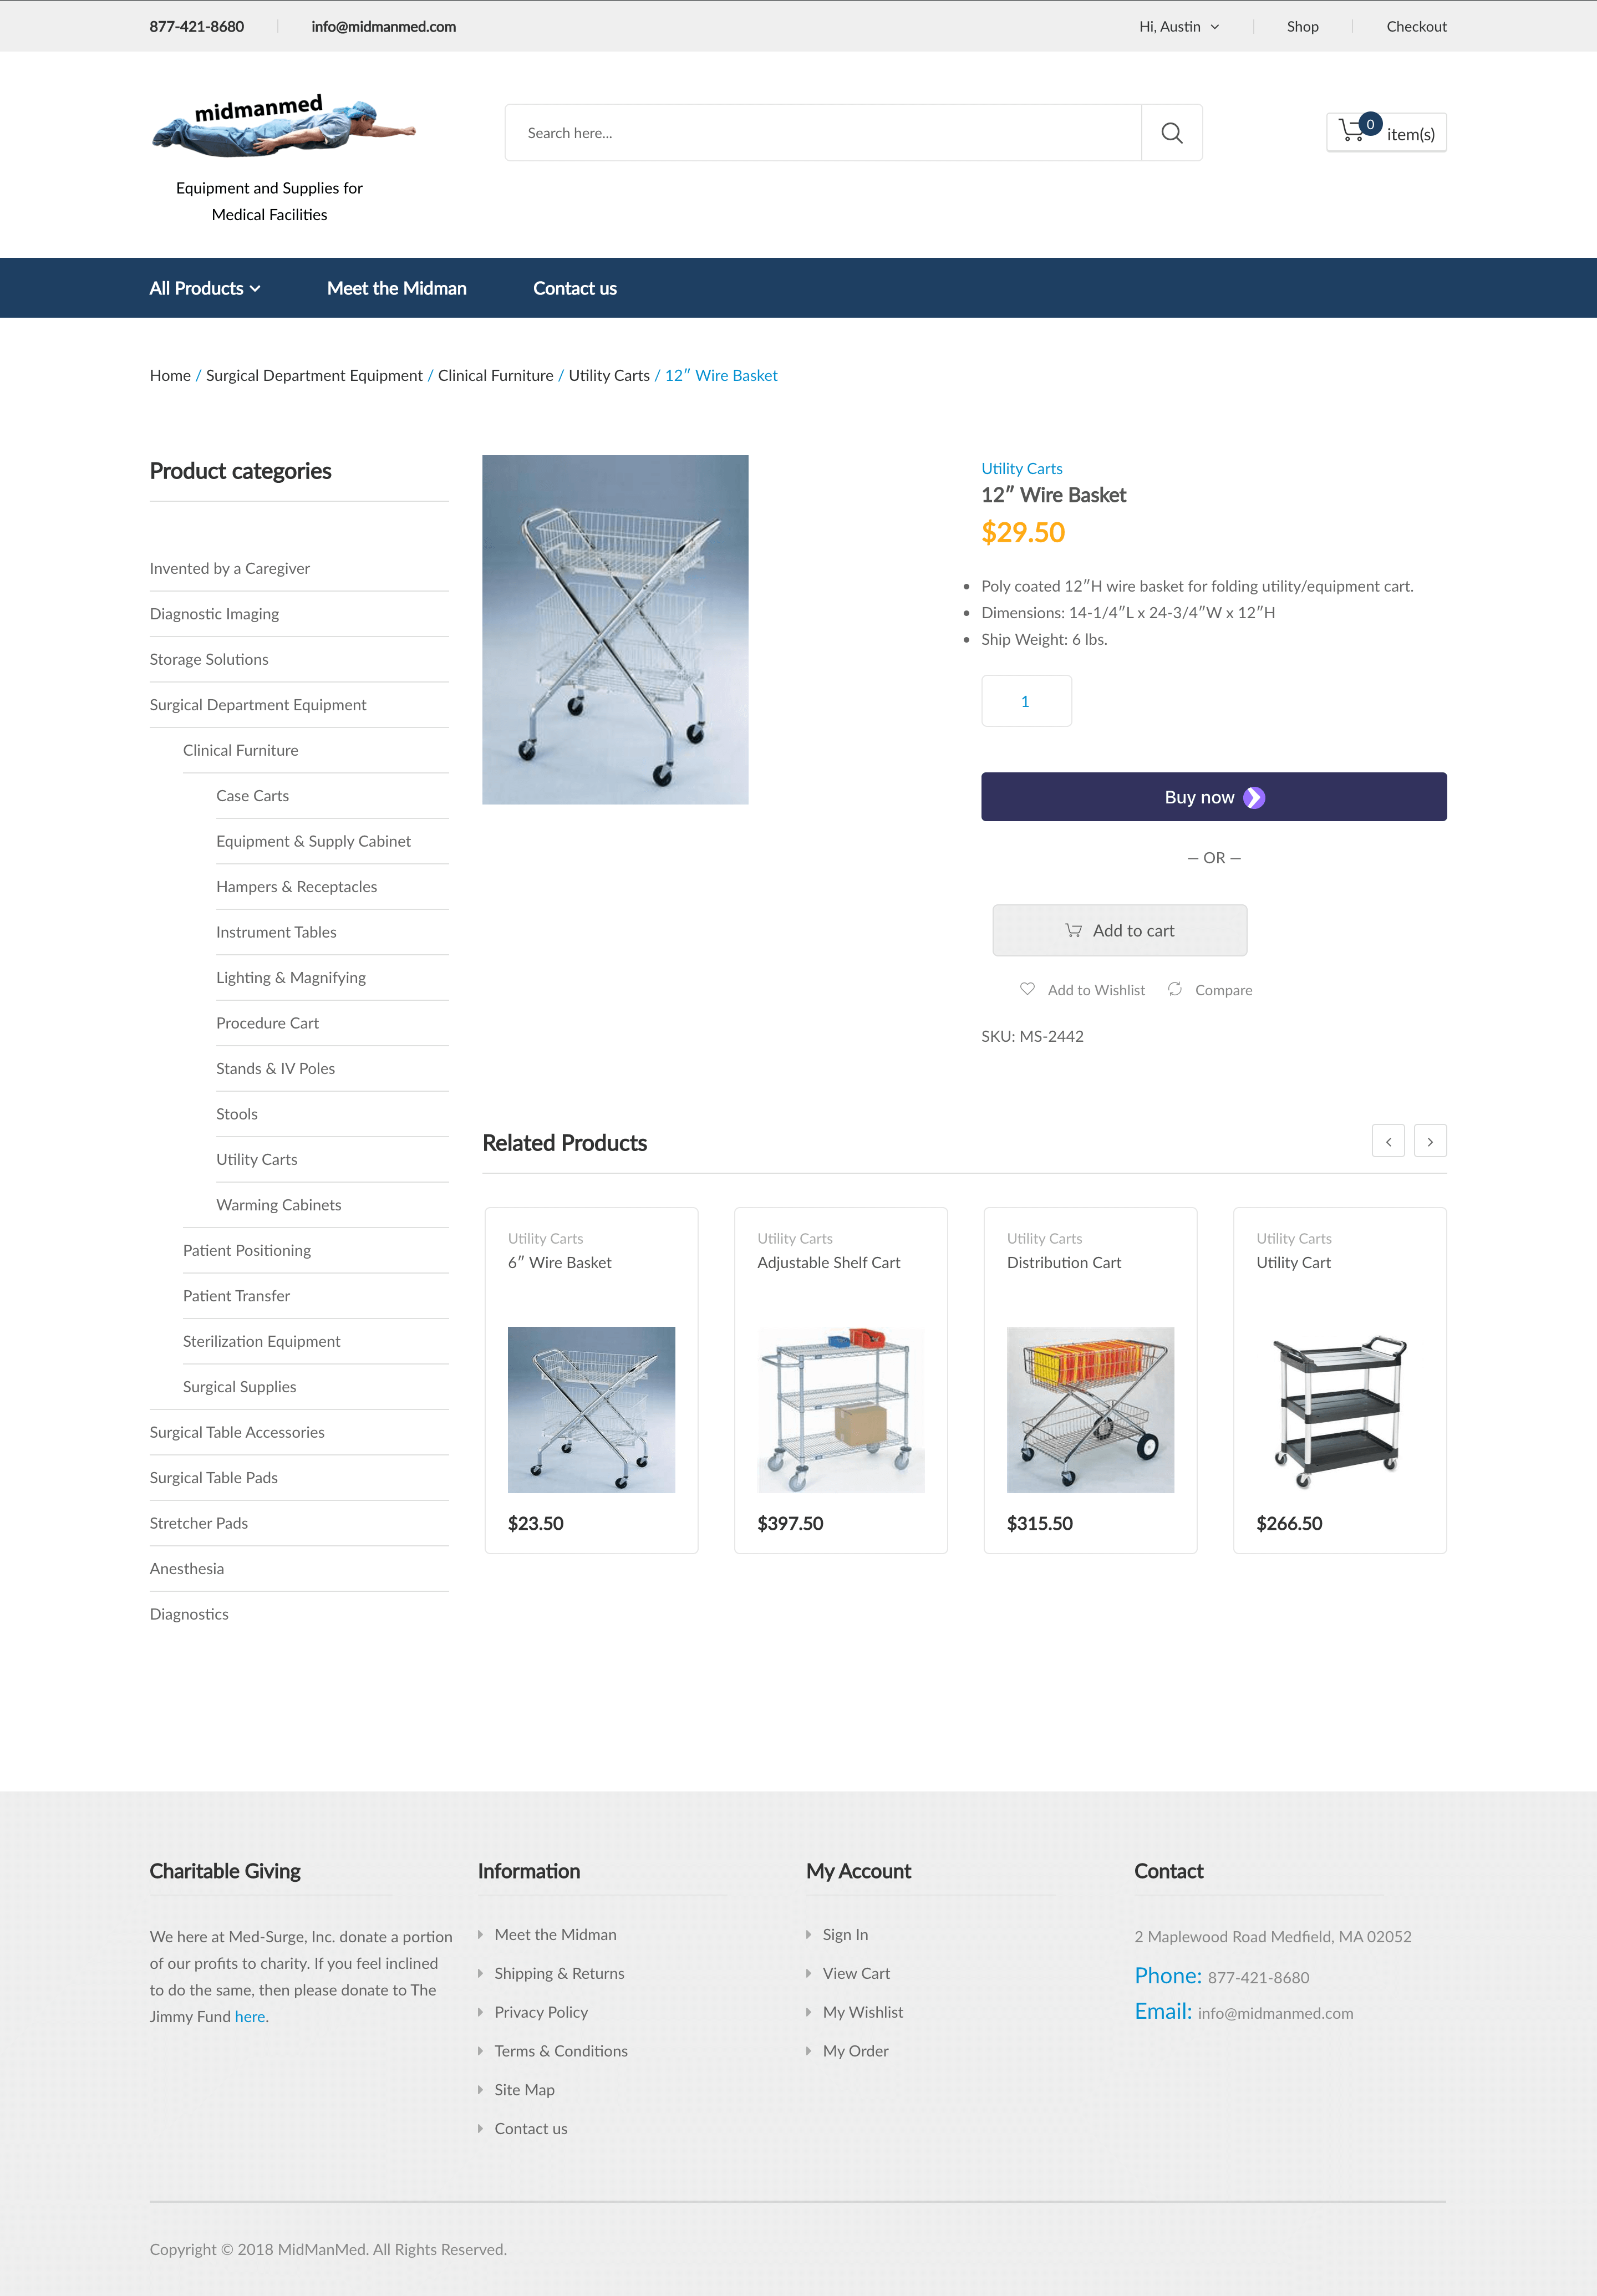 877-421-8680
info@midmanmed.com
Hi, Austin
Shop
Checkout
midmanmed
Equipment and Supplies for
Medical Facilities
Search here...
0
item(s)
All Products
Meet the Midman
Contact us
Home / Surgical Department Equipment / Clinical Furniture / Utility Carts / 12″ Wire Basket
Product categories
Invented by a Caregiver
Diagnostic Imaging
Storage Solutions
Surgical Department Equipment
Clinical Furniture
Case Carts
Equipment & Supply Cabinet
Hampers & Receptacles
Instrument Tables
Lighting & Magnifying
Procedure Cart
Stands & IV Poles
Stools
Utility Carts
Warming Cabinets
Patient Positioning
Patient Transfer
Sterilization Equipment
Surgical Supplies
Surgical Table Accessories
Surgical Table Pads
Stretcher Pads
Anesthesia
Diagnostics
Utility Carts
12″ Wire Basket
$29.50
• Poly coated 12″H wire basket for folding utility/equipment cart.
• Dimensions: 14-1/4″L x 24-3/4″W x 12″H
• Ship Weight: 6 lbs.
1
Buy now
— OR —
Add to cart
Add to Wishlist
Compare
SKU: MS-2442
Related Products
Utility Carts
6″ Wire Basket
$23.50
Utility Carts
Adjustable Shelf Cart
$397.50
Utility Carts
Distribution Cart
$315.50
Utility Carts
Utility Cart
$266.50
Charitable Giving
We here at Med-Surge, Inc. donate a portion
of our profits to charity. If you feel inclined
to do the same, then please donate to The
Jimmy Fund here.
Information
Meet the Midman
Shipping & Returns
Privacy Policy
Terms & Conditions
Site Map
Contact us
My Account
Sign In
View Cart
My Wishlist
My Order
Contact
2 Maplewood Road Medfield, MA 02052
Phone: 877-421-8680
Email: info@midmanmed.com
Copyright © 2018 MidManMed. All Rights Reserved.